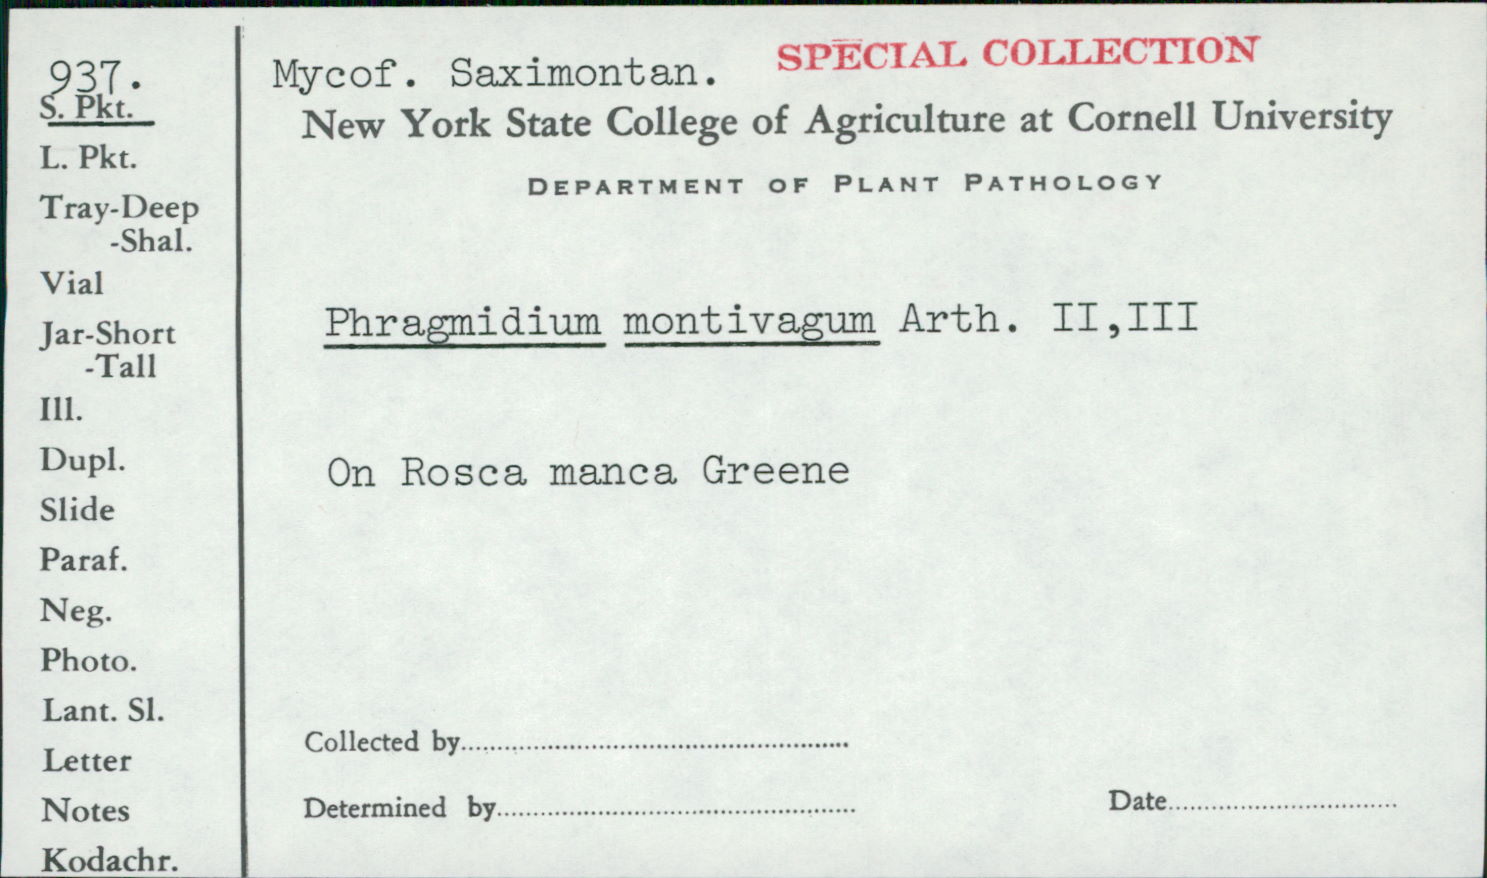 937.
S. Pkt.
L. Pkt.
Tray-Deep
-Shal.
Vial
Jar-Short
-Tall
Ill.
Dupl.
Slide
Paraf.
Neg.
Photo.
Lant. Sl.
Letter
Notes
Kodachr.
Mycof. Saximontan.
SPECIAL COLLECTION
New York State College of Agriculture at Cornell University
DEPARTMENT OF PLANT PATHOLOGY
Phragmidium montivagum Arth. II,III
On Rosca manca Greene
Collected by
Determined by
Date